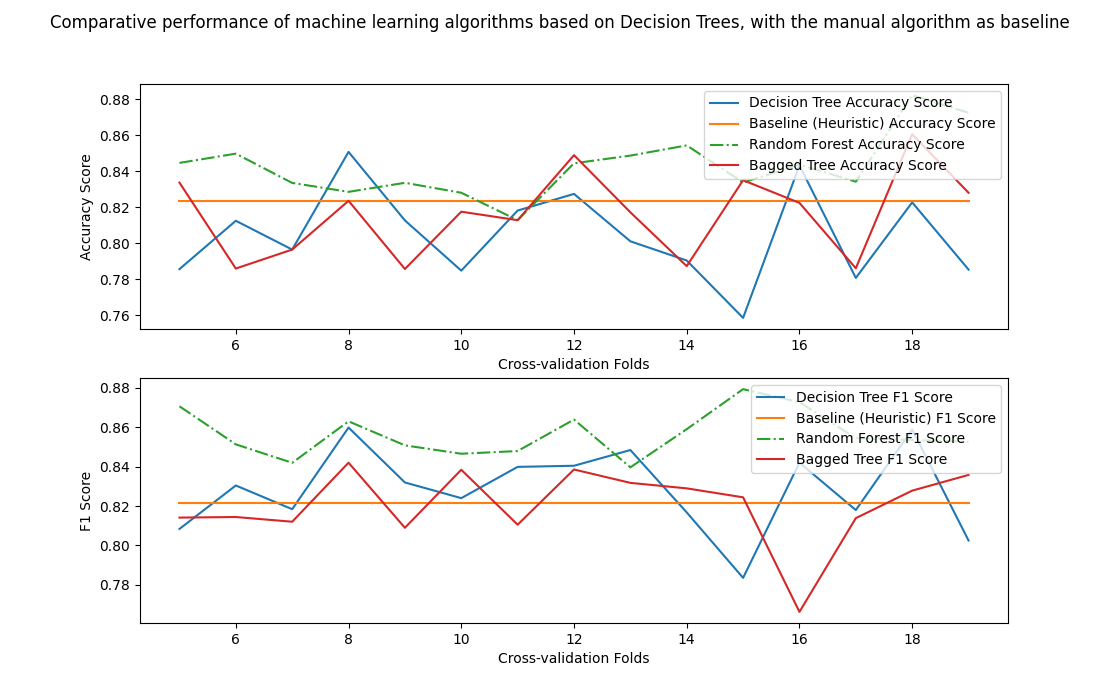 Comparative performance of machine learning algorithms based on Decision Trees, with the manual algorithm as baseline
0.88
0.86
0.84
0.82
0.80
0.78
0.76
Accuracy Score
Decision Tree Accuracy Score
Baseline (Heuristic) Accuracy Score
Random Forest Accuracy Score
Bagged Tree Accuracy Score
6 8 10 12 14 16 18
Cross-validation Folds
0.88
0.86
0.84
0.82
0.80
0.78
F1 Score
Decision Tree F1 Score
Baseline (Heuristic) F1 Score
Random Forest F1 Score
Bagged Tree F1 Score
6 8 10 12 14 16 18
Cross-validation Folds